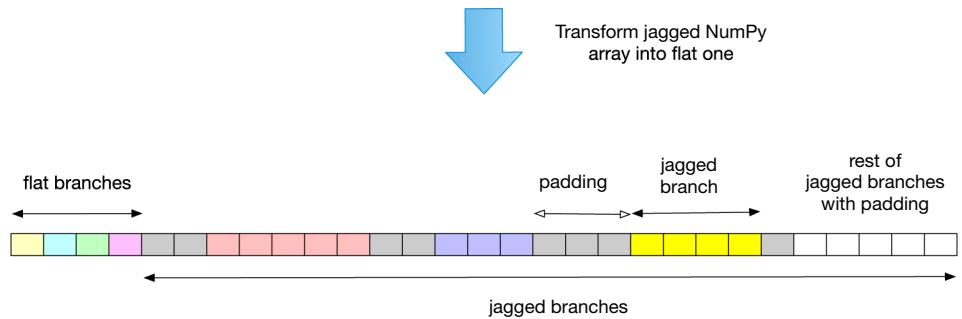 Transform jagged NumPy
array into flat one
flat branches
padding
jagged
branch
rest of
jagged branches
with padding
jagged branches